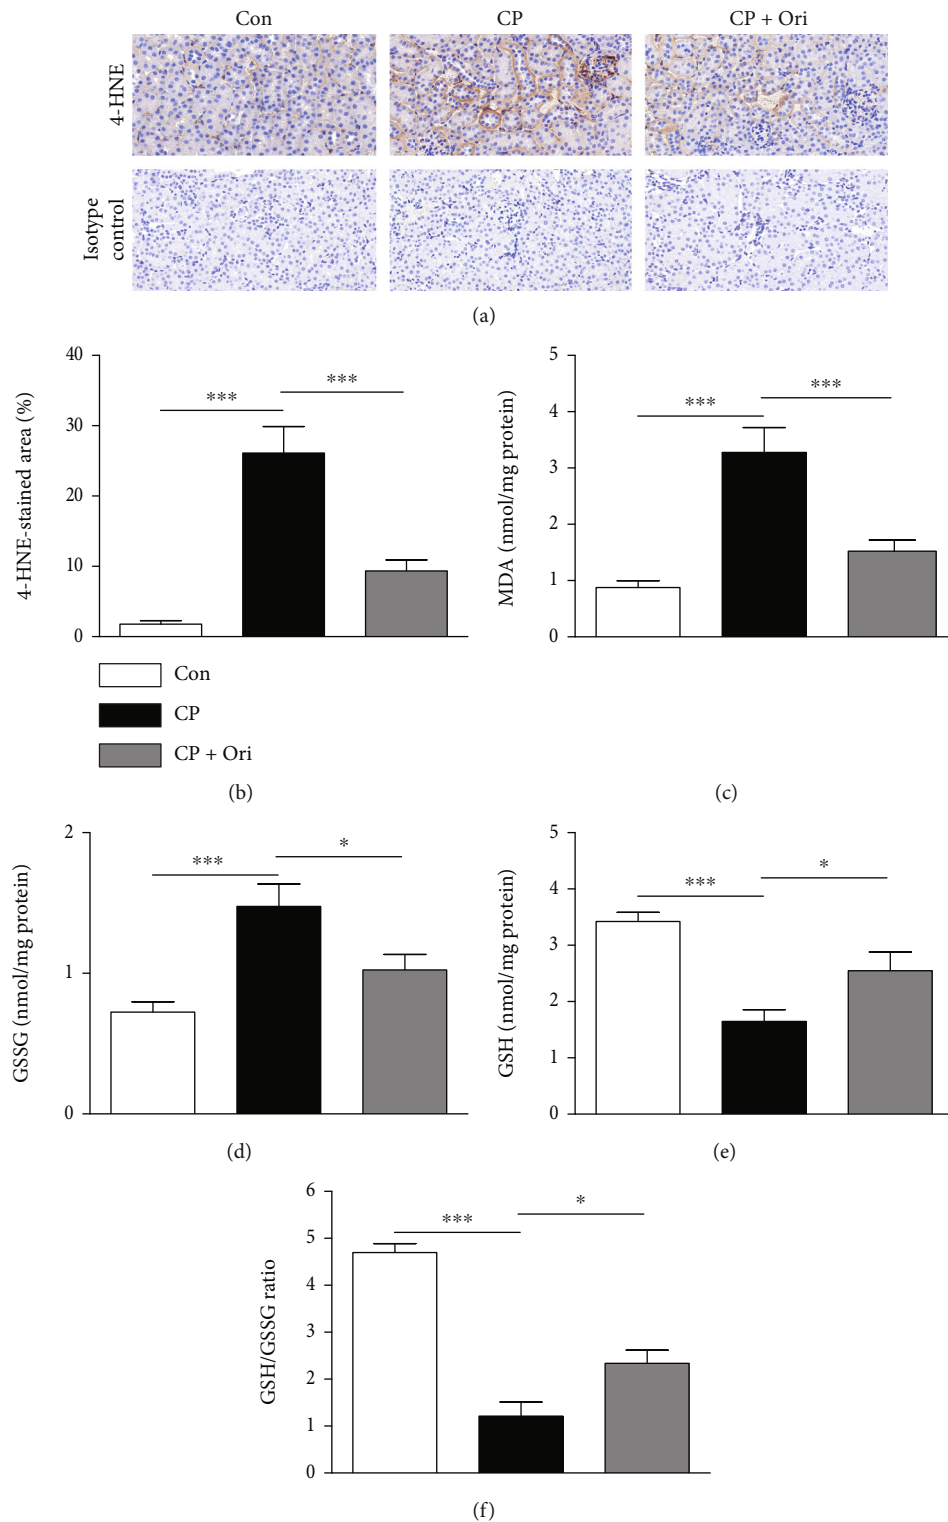 Con
CP
CP + Ori
4-HNE
Isotype
control
(a)
4-HNE-stained area (%)
40
30
20
10
0
***
***
Con
CP
CP + Ori
(b)
MDA (nmol/mg protein)
5
4
3
2
1
0
***
***
(c)
GSSG (nmol/mg protein)
2
1
0
***
*
(d)
GSH (nmol/mg protein)
5
4
3
2
1
0
***
*
(e)
GSH/GSSG ratio
6
5
4
3
2
1
0
***
*
(f)